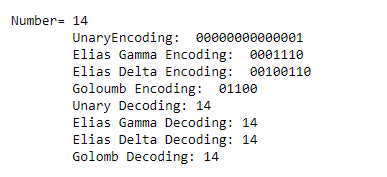 Number= 14
UnaryEncoding: 00000000000001
Elias Gamma Encoding: 0001110
Elias Delta Encoding: 00100110
Goloumb Encoding: 01100
Unary Decoding: 14
Elias Gamma Decoding: 14
Elias Delta Decoding: 14
Golomb Decoding: 14